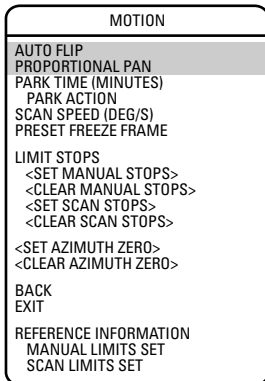 MOTION
AUTO FLIP
PROPORTIONAL PAN
PARK TIME (MINUTES)
PARK ACTION
SCAN SPEED (DEG/S)
PRESET FREEZE FRAME
LIMIT STOPS
<SET MANUAL STOPS>
<CLEAR MANUAL STOPS>
<SET SCAN STOPS>
<CLEAR SCAN STOPS>
<SET AZIMUTH ZERO>
<CLEAR AZIMUTH ZERO>
BACK
EXIT
REFERENCE INFORMATION
MANUAL LIMITS SET
SCAN LIMITS SET